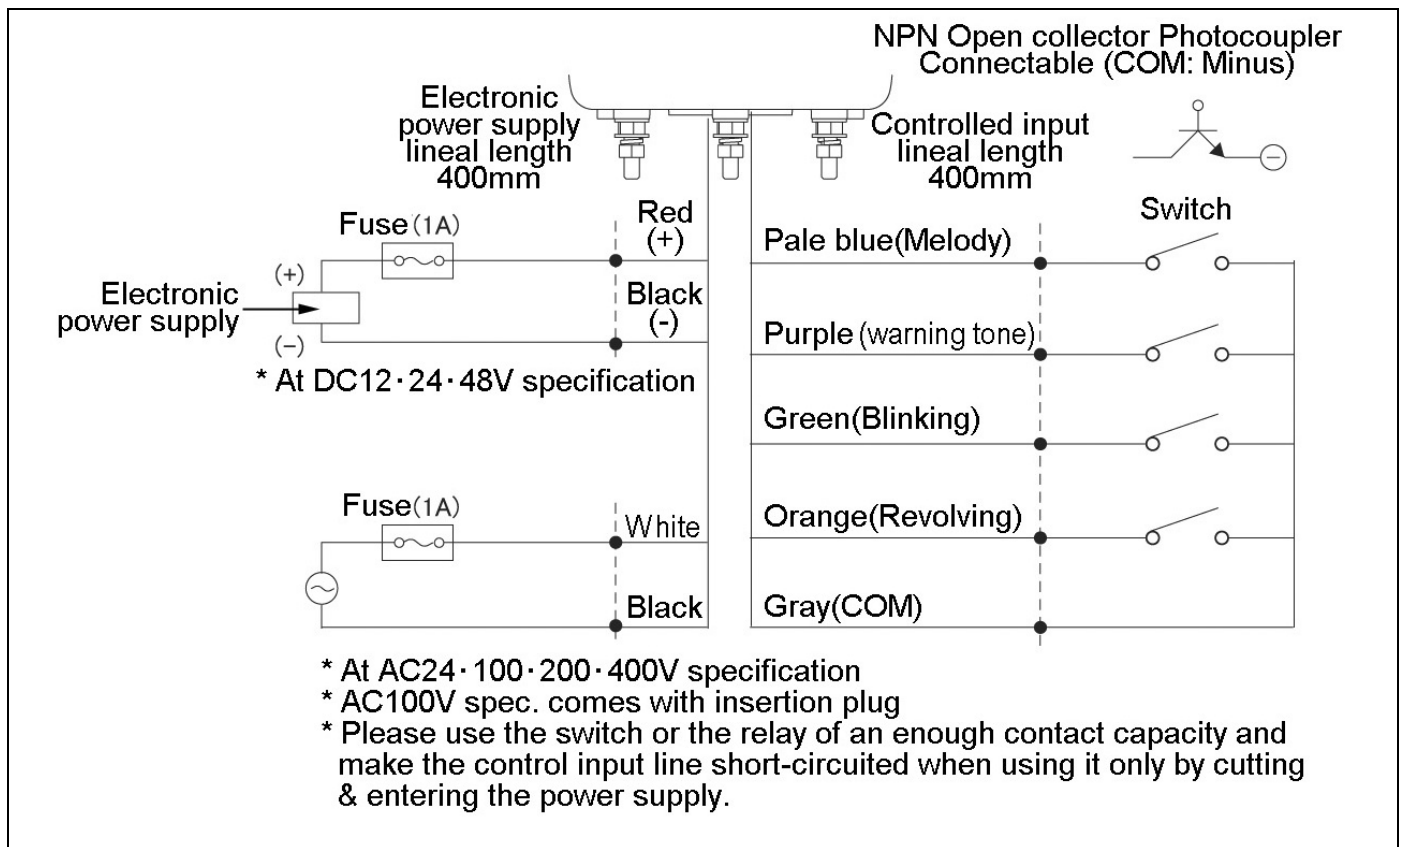 NPN Open collector Photocoupler
Connectable (COM: Minus)
Electronic
power supply
lineal length
400mm
Controlled input
lineal length
400mm
Switch
Fuse(1A)
Red
(+)
Pale blue(Melody)
(+)
Electronic
power supply
Black
(-)
(−)
Purple (warning tone)
* At DC12・24・48V specification
Green(Blinking)
Fuse(1A)
White
Orange(Revolving)
Black
Gray(COM)
* At AC24・100・200・400V specification
* AC100V spec. comes with insertion plug
* Please use the switch or the relay of an enough contact capacity and
make the control input line short-circuited when using it only by cutting
& entering the power supply.